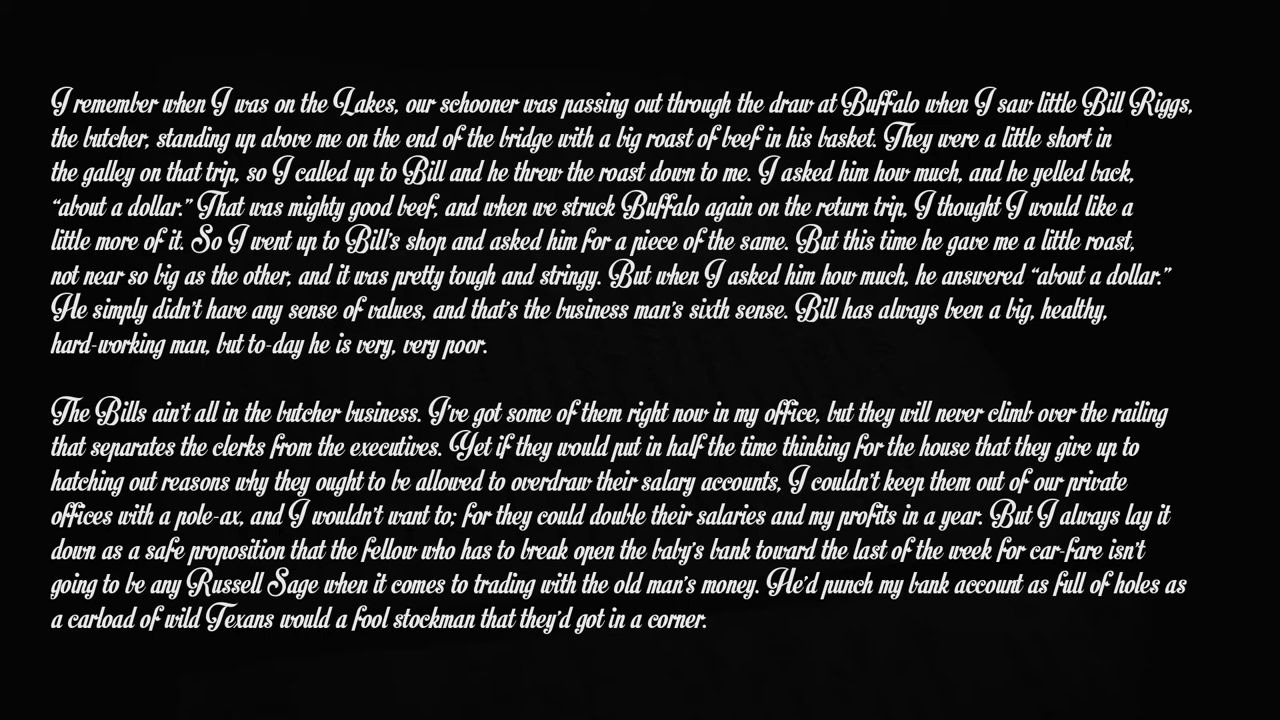 I remember when I was on the Lakes, our schooner was passing out through the draw at Buffalo when I saw little Bill Riggs,
the butcher, standing up above me on the end of the bridge with a big roast of beef in his basket. They were a little short in
the galley on that trip, so I called up to Bill and he threw the roast down to me. I asked him how much, and he yelled back,
“about a dollar.” That was mighty good beef, and when we struck Buffalo again on the return trip, I thought I would like a
little more of it. So I went up to Bill’s shop and asked him for a piece of the same. But this time he gave me a little roast,
not near so big as the other, and it was pretty tough and stringy. But when I asked him how much, he answered “about a dollar.”
He simply didn’t have any sense of values, and that’s the business man’s sixth sense. Bill has always been a big, healthy,
hard-working man, but to-day he is very, very poor.

The Bills ain’t all in the butcher business. I’ve got some of them right now in my office, but they will never climb over the railing
that separates the clerks from the executives. Yet if they would put in half the time thinking for the house that they give up to
hatching out reasons why they ought to be allowed to overdraw their salary accounts, I couldn’t keep them out of our private
offices with a pole-ax, and I wouldn’t want to; for they could double their salaries and my profits in a year. But I always lay it
down as a safe proposition that the fellow who has to break open the baby’s bank toward the last of the week for car-fare isn’t
going to be any Russell Sage when it comes to trading with the old man’s money. He’d punch my bank account as full of holes as
a carload of wild Texans would a fool stockman that they’d got in a corner.